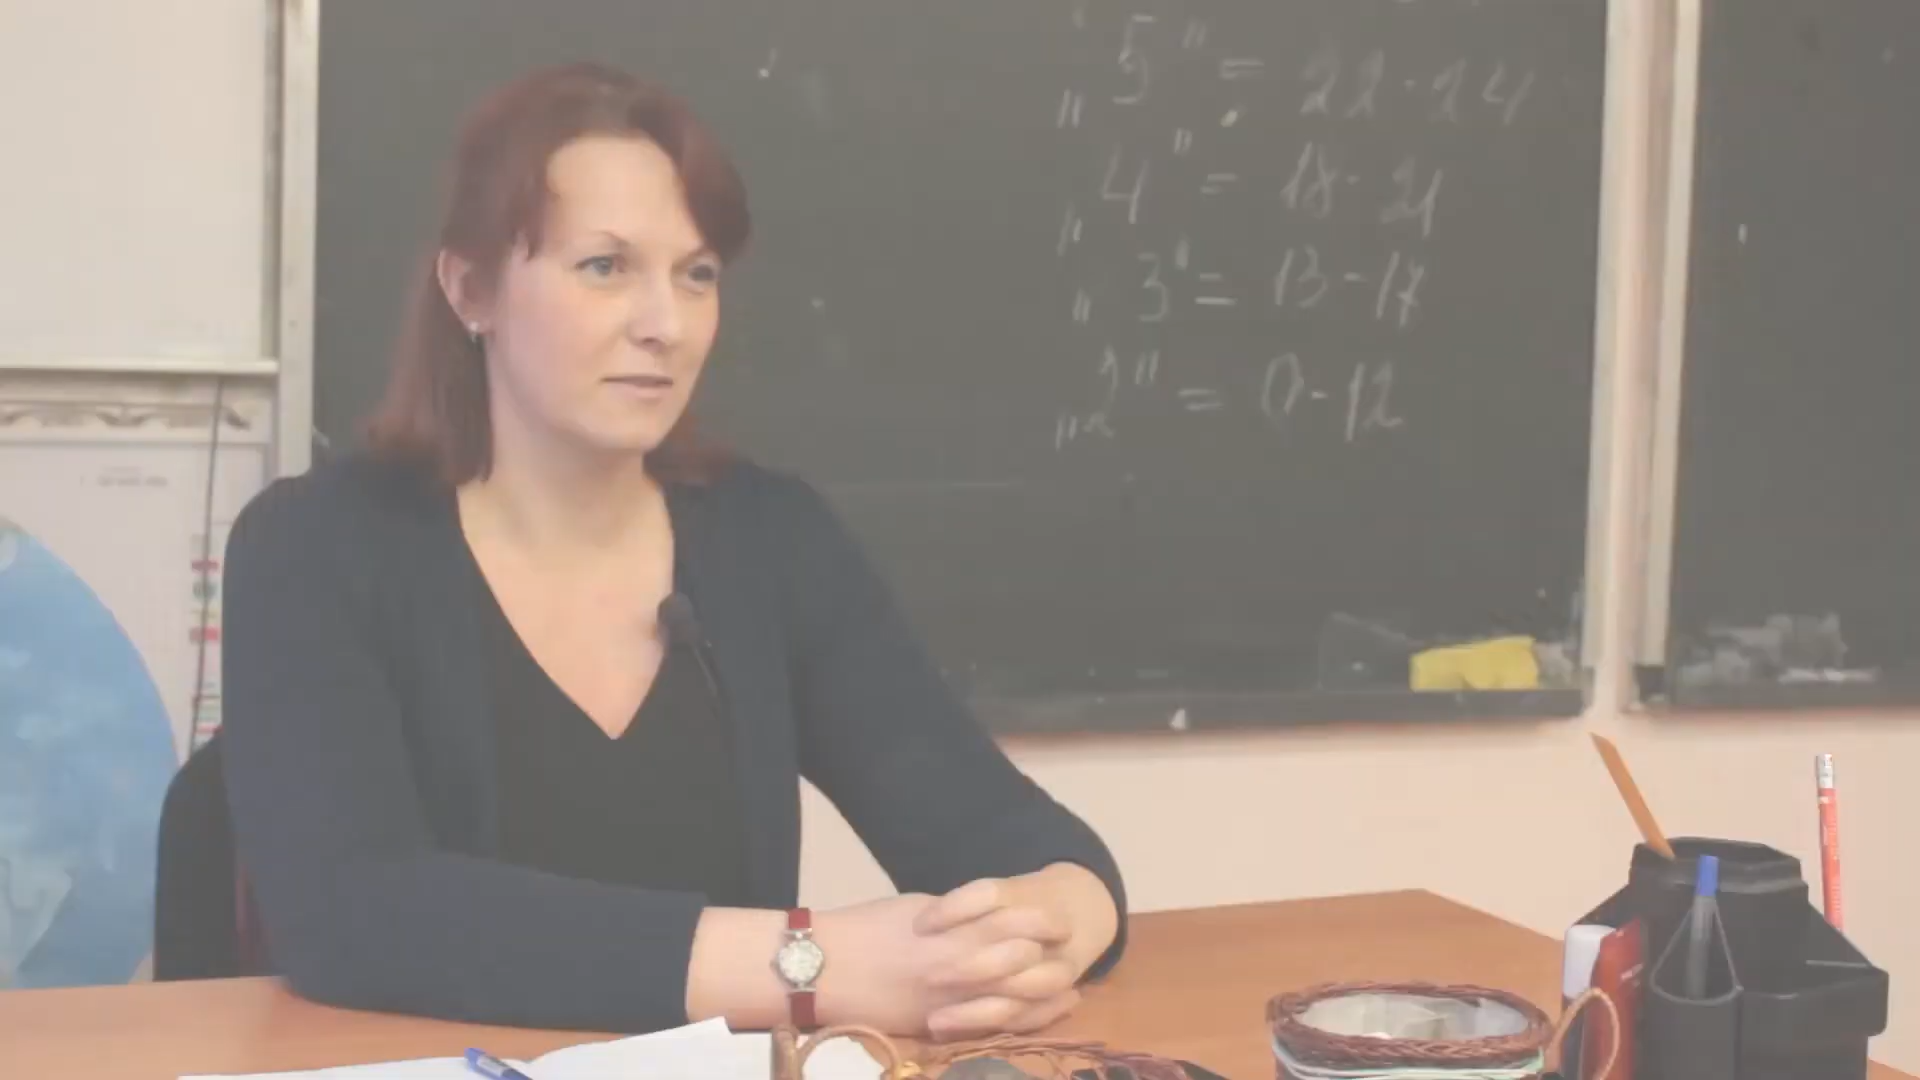 „5" = 22-24
„4" = 18-21
„3" = 13-17
„2" = 0-12